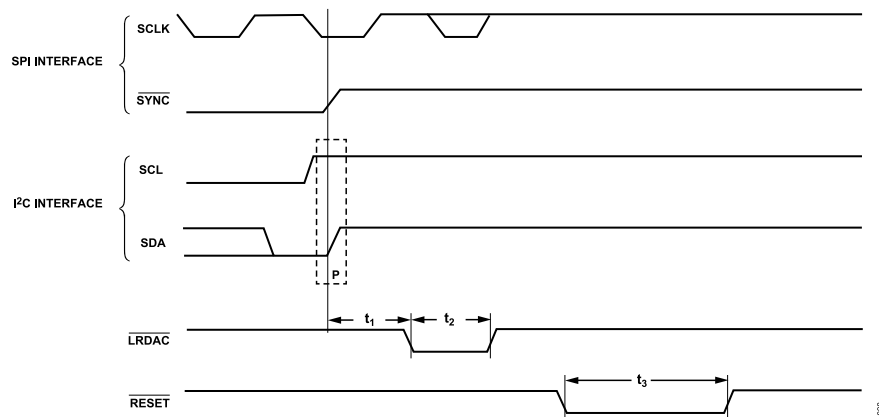 SCLK
SPI INTERFACE
SYNC
SCL
I²C INTERFACE
SDA
P
t₁
t₂
LRDAC
t₃
RESET